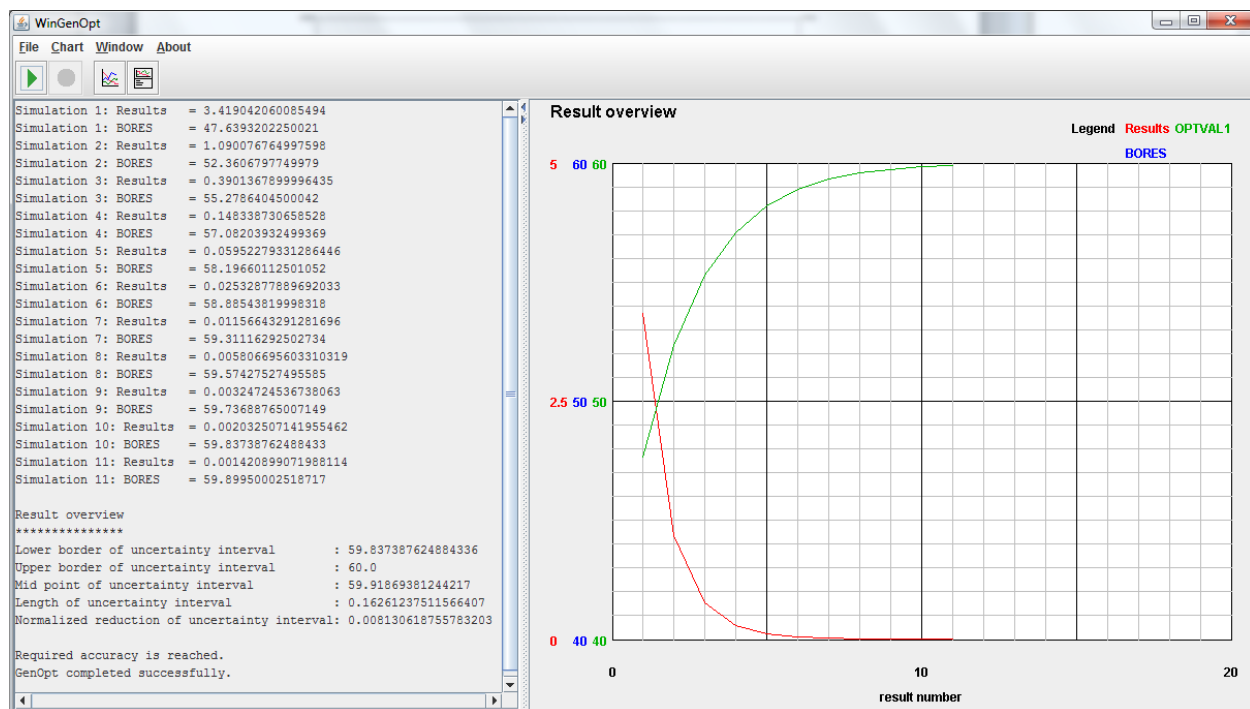 WinGenOpt
File Chart Window About
Simulation 1: Results = 3.419042060085494
Simulation 1: BORES = 47.6393202250021
Simulation 2: Results = 1.090076764997598
Simulation 2: BORES = 52.3606797749979
Simulation 3: Results = 0.3901367899996435
Simulation 3: BORES = 55.2786404500042
Simulation 4: Results = 0.148338730658528
Simulation 4: BORES = 57.08203932499369
Simulation 5: Results = 0.05952279331286446
Simulation 5: BORES = 58.19660112501052
Simulation 6: Results = 0.02532877889692033
Simulation 6: BORES = 58.88543819998318
Simulation 7: Results = 0.01156643291281696
Simulation 7: BORES = 59.31116292502734
Simulation 8: Results = 0.005806695603310319
Simulation 8: BORES = 59.57427527495585
Simulation 9: Results = 0.00324724536738063
Simulation 9: BORES = 59.73688765007149
Simulation 10: Results = 0.002032507141955462
Simulation 10: BORES = 59.83738762488433
Simulation 11: Results = 0.001420899071988114
Simulation 11: BORES = 59.89950002518717
Result overview
***************
Lower border of uncertainty interval : 59.837387624884336
Upper border of uncertainty interval : 60.0
Mid point of uncertainty interval : 59.91869381244217
Length of uncertainty interval : 0.16261237511566407
Normalized reduction of uncertainty interval: 0.008130618755783203
Required accuracy is reached.
GenOpt completed successfully.
Result overview
Legend Results OPTVAL1
BORES
5 60 60
2.5 50 50
0 40 40
0 10 20
result number